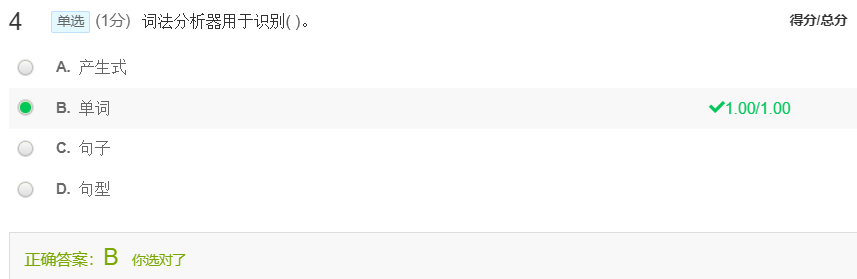 4 单选 (1分) 词法分析器用于识别( )。 得分/总分
A. 产生式
B. 单词 1.00/1.00
C. 句子
D. 句型
正确答案：B 你选对了